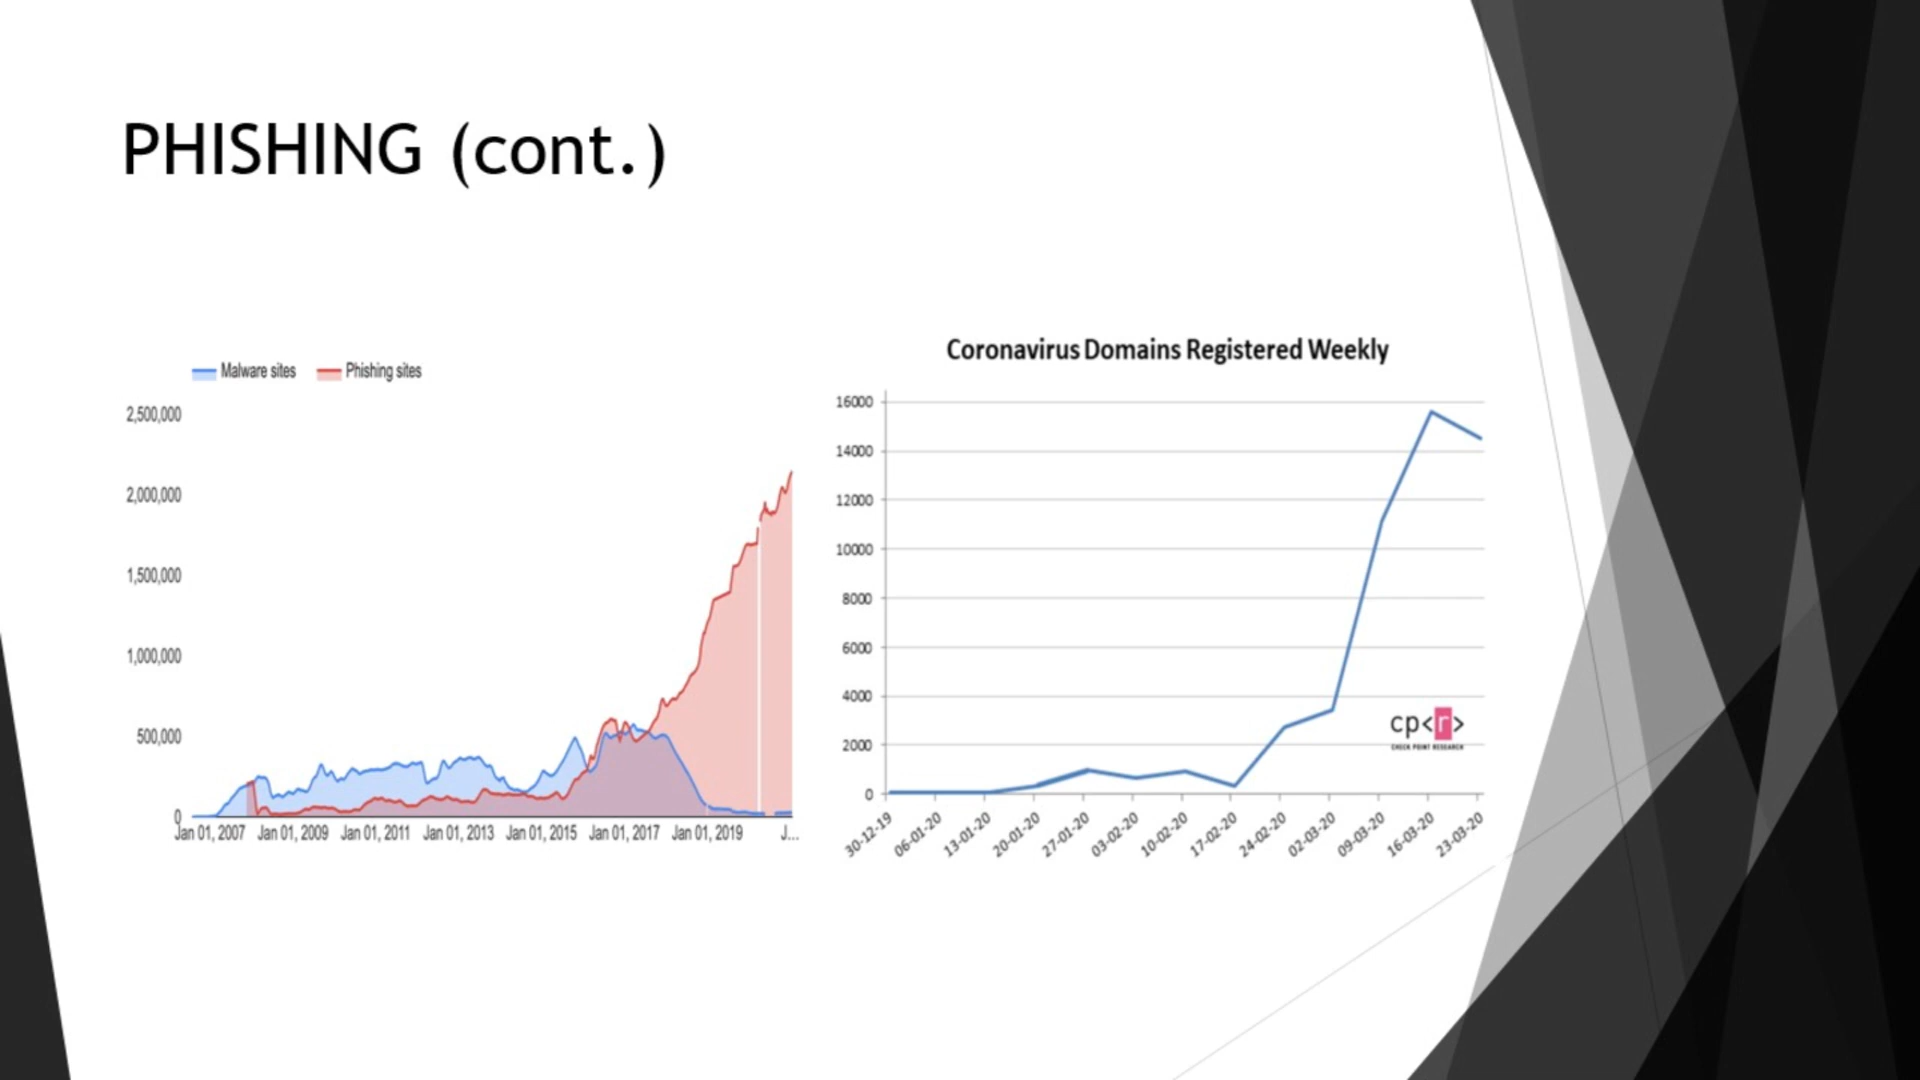 PHISHING (cont.)
Malware sites Phishing sites
2,500,000
2,000,000
1,500,000
1,000,000
500,000
0
Jan 01, 2007 Jan 01, 2009 Jan 01, 2011 Jan 01, 2013 Jan 01, 2015 Jan 01, 2017 Jan 01, 2019 J...
Coronavirus Domains Registered Weekly
16000
14000
12000
10000
8000
6000
4000
2000
0
cp<r>
CHECK POINT RESEARCH
30-12-19 06-01-20 13-01-20 20-01-20 27-01-20 03-02-20 10-02-20 17-02-20 24-02-20 02-03-20 09-03-20 16-03-20 23-03-20